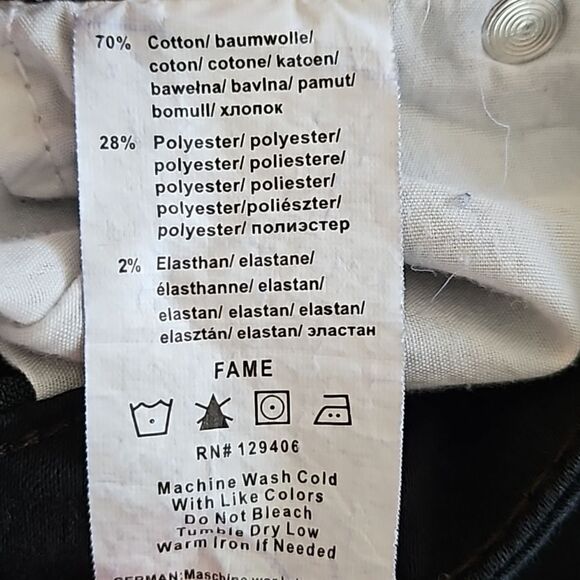 70% Cotton/ baumwolle/
coton/ cotone/ katoen/
bawełna/ bavlna/ pamut/
bomull/ хлопок
28% Polyester/ polyester/
polyester/ poliestere/
polyester/ poliester/
polyester/poliészter/
polyester/ полиэстер
2% Elasthan/ elastane/
élasthanne/ elastan/
elastan/ elastan/ elastan/
elasztán/ elastan/ эластан
FAME
RN# 129406
Machine Wash Cold
With Like Colors
Do Not Bleach
Tumble Dry Low
Warm Iron If Needed
GERMAN: